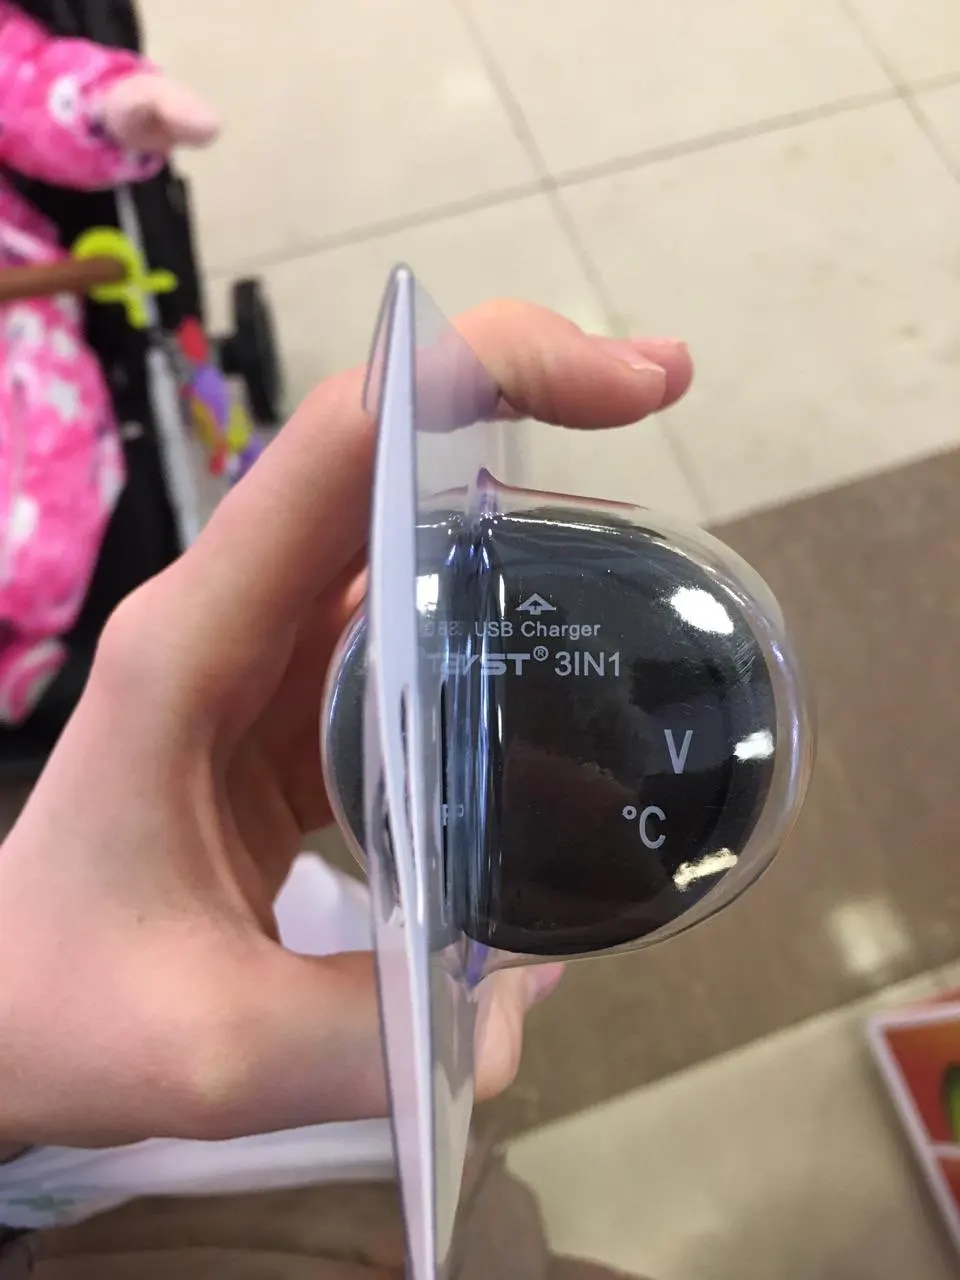 USB Charger
3IN1
V
°C